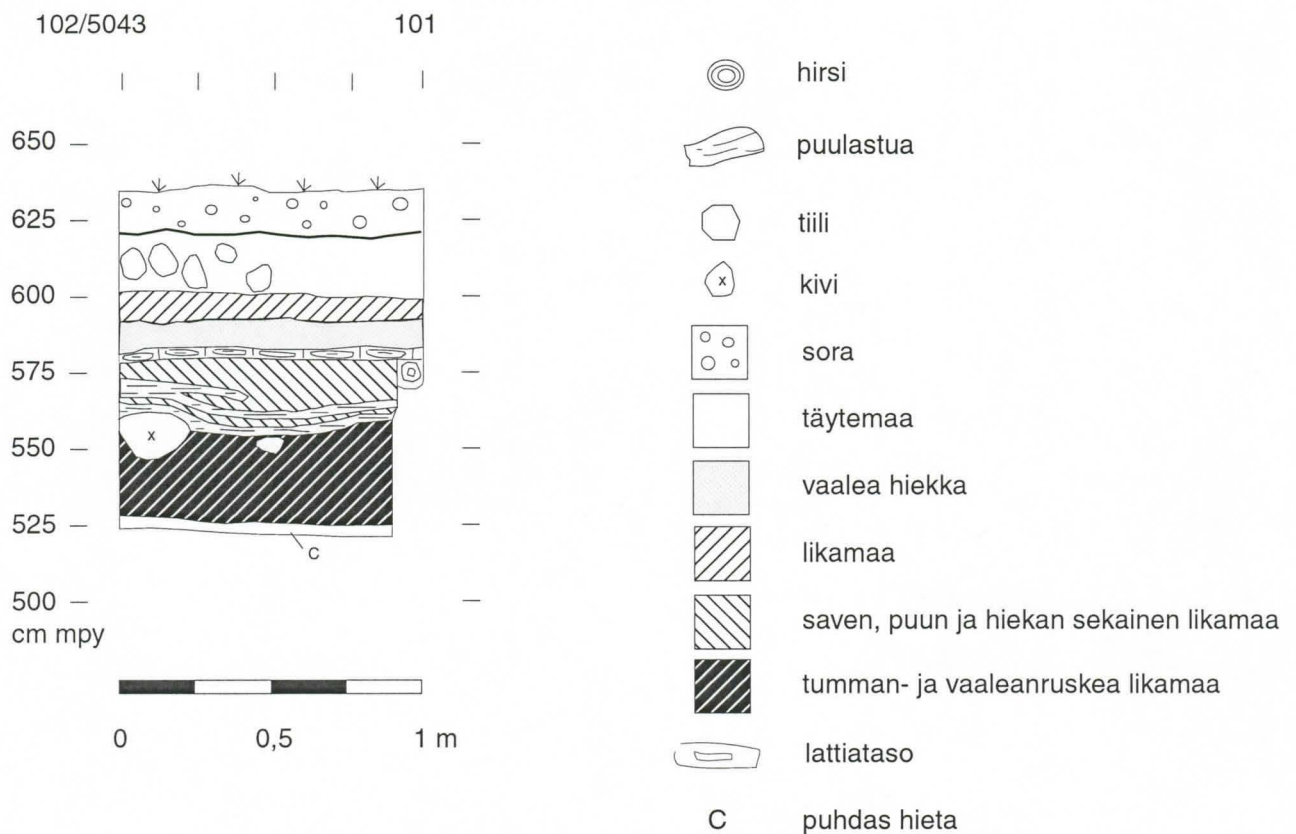 102/5043 101
650
625
600
575
x
550
525
C
500
cm mpy
0 0,5 1 m
hirsi
puulastua
tiili
x kivi
sora
täytemaa
vaalea hiekka
likamaa
saven, puun ja hiekan sekainen likamaa
tumman- ja vaaleanruskea likamaa
lattiataso
C puhdas hieta